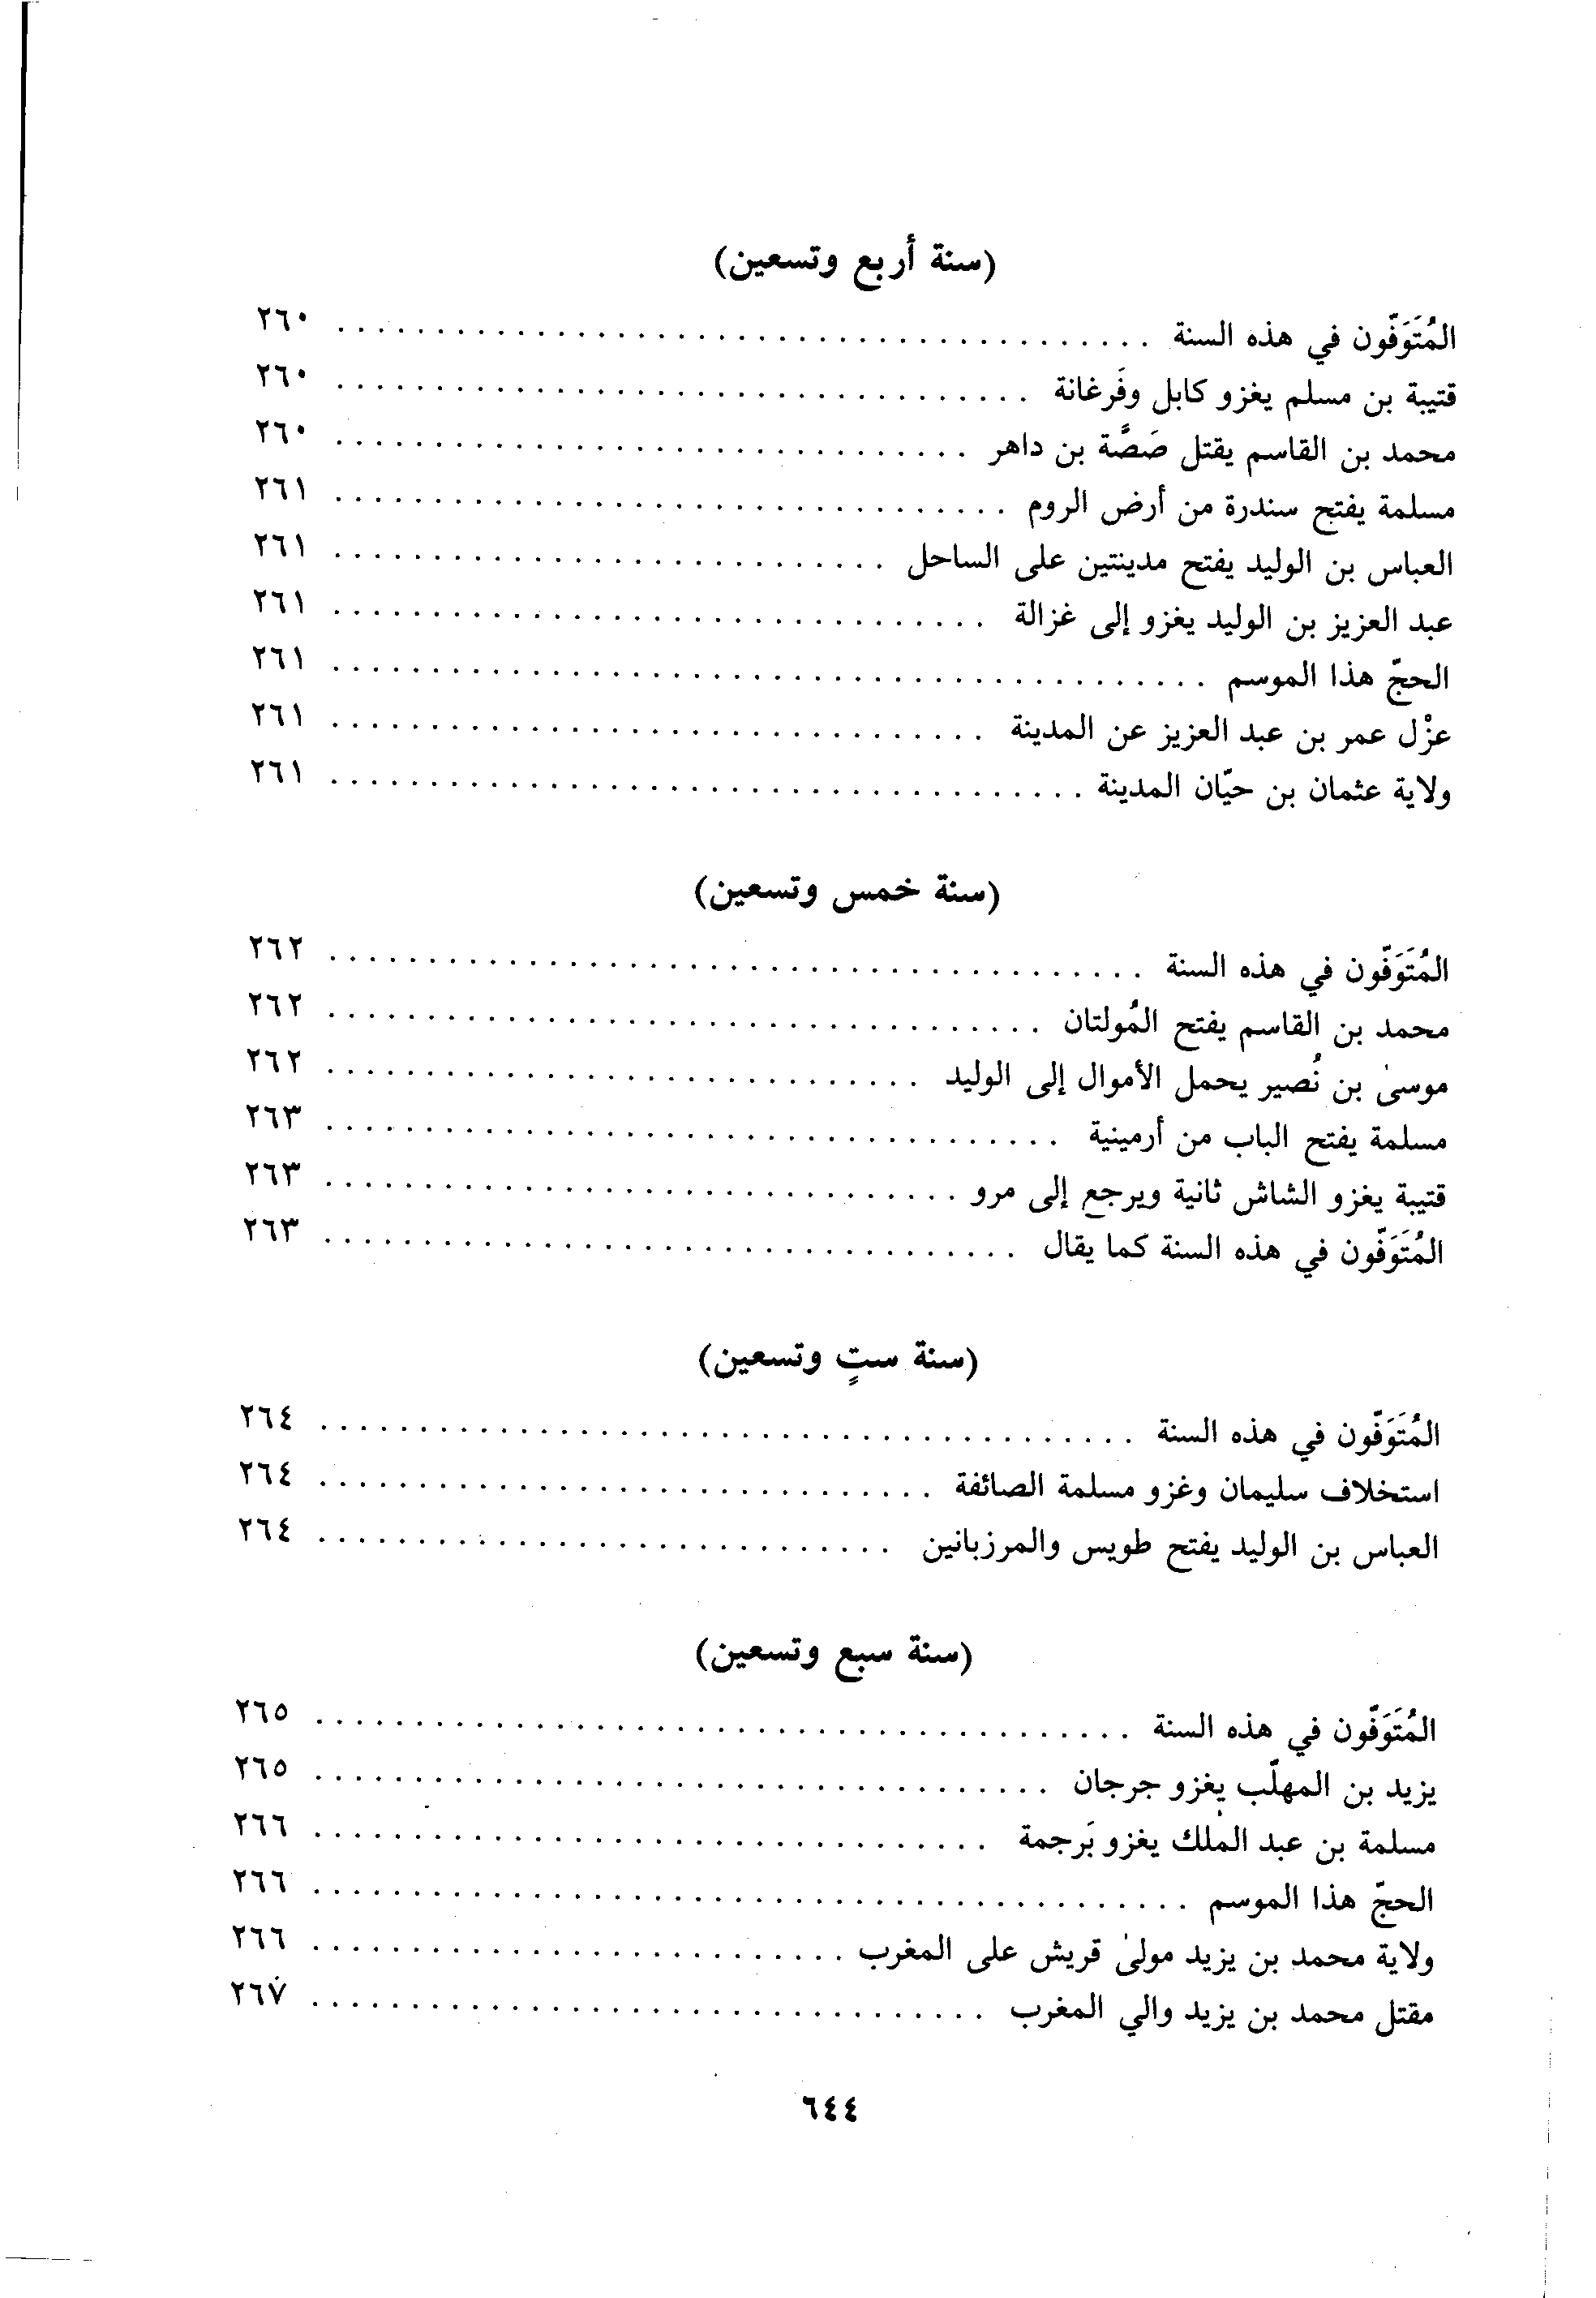 (سنة أربع وتسعين)
المُتَوَفّون في هذه السنة . . . . . . . . . . . . . . . . . . . . ٢٦٠
قتيبة بن مسلم يغزو كابل وفَرغانة . . . . . . . . . . . . . . . . . . . . ٢٦٠
محمد بن القاسم يقتل صَصَّة بن داهر . . . . . . . . . . . . . . . . . . . . ٢٦٠
مسلمة يفتح سندرة من أرض الروم . . . . . . . . . . . . . . . . . . . . ٢٦١
العباس بن الوليد يفتح مدينتين على الساحل . . . . . . . . . . . . . . . . . . . . ٢٦١
عبد العزيز بن الوليد يغزو إلى غزالة . . . . . . . . . . . . . . . . . . . . ٢٦١
الحجّ هذا الموسم . . . . . . . . . . . . . . . . . . . . ٢٦١
عزْل عمر بن عبد العزيز عن المدينة . . . . . . . . . . . . . . . . . . . . ٢٦١
ولاية عثمان بن حيّان المدينة . . . . . . . . . . . . . . . . . . . . ٢٦١
(سنة خمس وتسعين)
المُتَوَفّون في هذه السنة . . . . . . . . . . . . . . . . . . . . ٢٦٢
محمد بن القاسم يفتح المُولتان . . . . . . . . . . . . . . . . . . . . ٢٦٢
موسىٰ بن نُصير يحمل الأموال إلى الوليد . . . . . . . . . . . . . . . . . . . . ٢٦٢
مسلمة يفتح الباب من أرمينية . . . . . . . . . . . . . . . . . . . . ٢٦٣
قتيبة يغزو الشاش ثانية ويرجع إلى مرو . . . . . . . . . . . . . . . . . . . . ٢٦٣
المُتَوَفّون في هذه السنة كما يقال . . . . . . . . . . . . . . . . . . . . ٢٦٣
(سنة ستٍ وتسعين)
المُتَوَفّون في هذه السنة . . . . . . . . . . . . . . . . . . . . ٢٦٤
استخلاف سليمان وغزو مسلمة الصائفة . . . . . . . . . . . . . . . . . . . . ٢٦٤
العباس بن الوليد يفتح طويس والمرزبانين . . . . . . . . . . . . . . . . . . . . ٢٦٤
(سنة سبع وتسعين)
المُتَوَفّون في هذه السنة . . . . . . . . . . . . . . . . . . . . ٢٦٥
يزيد بن المهلّب يغزو جرجان . . . . . . . . . . . . . . . . . . . . ٢٦٥
مسلمة بن عبد الملك يغزو بَرجمة . . . . . . . . . . . . . . . . . . . . ٢٦٦
الحجّ هذا الموسم . . . . . . . . . . . . . . . . . . . . ٢٦٦
ولاية محمد بن يزيد مولىٰ قريش على المغرب . . . . . . . . . . . . . . . . . . . . ٢٦٦
مقتل محمد بن يزيد والي المغرب . . . . . . . . . . . . . . . . . . . . ٢٦٧
٦٤٤